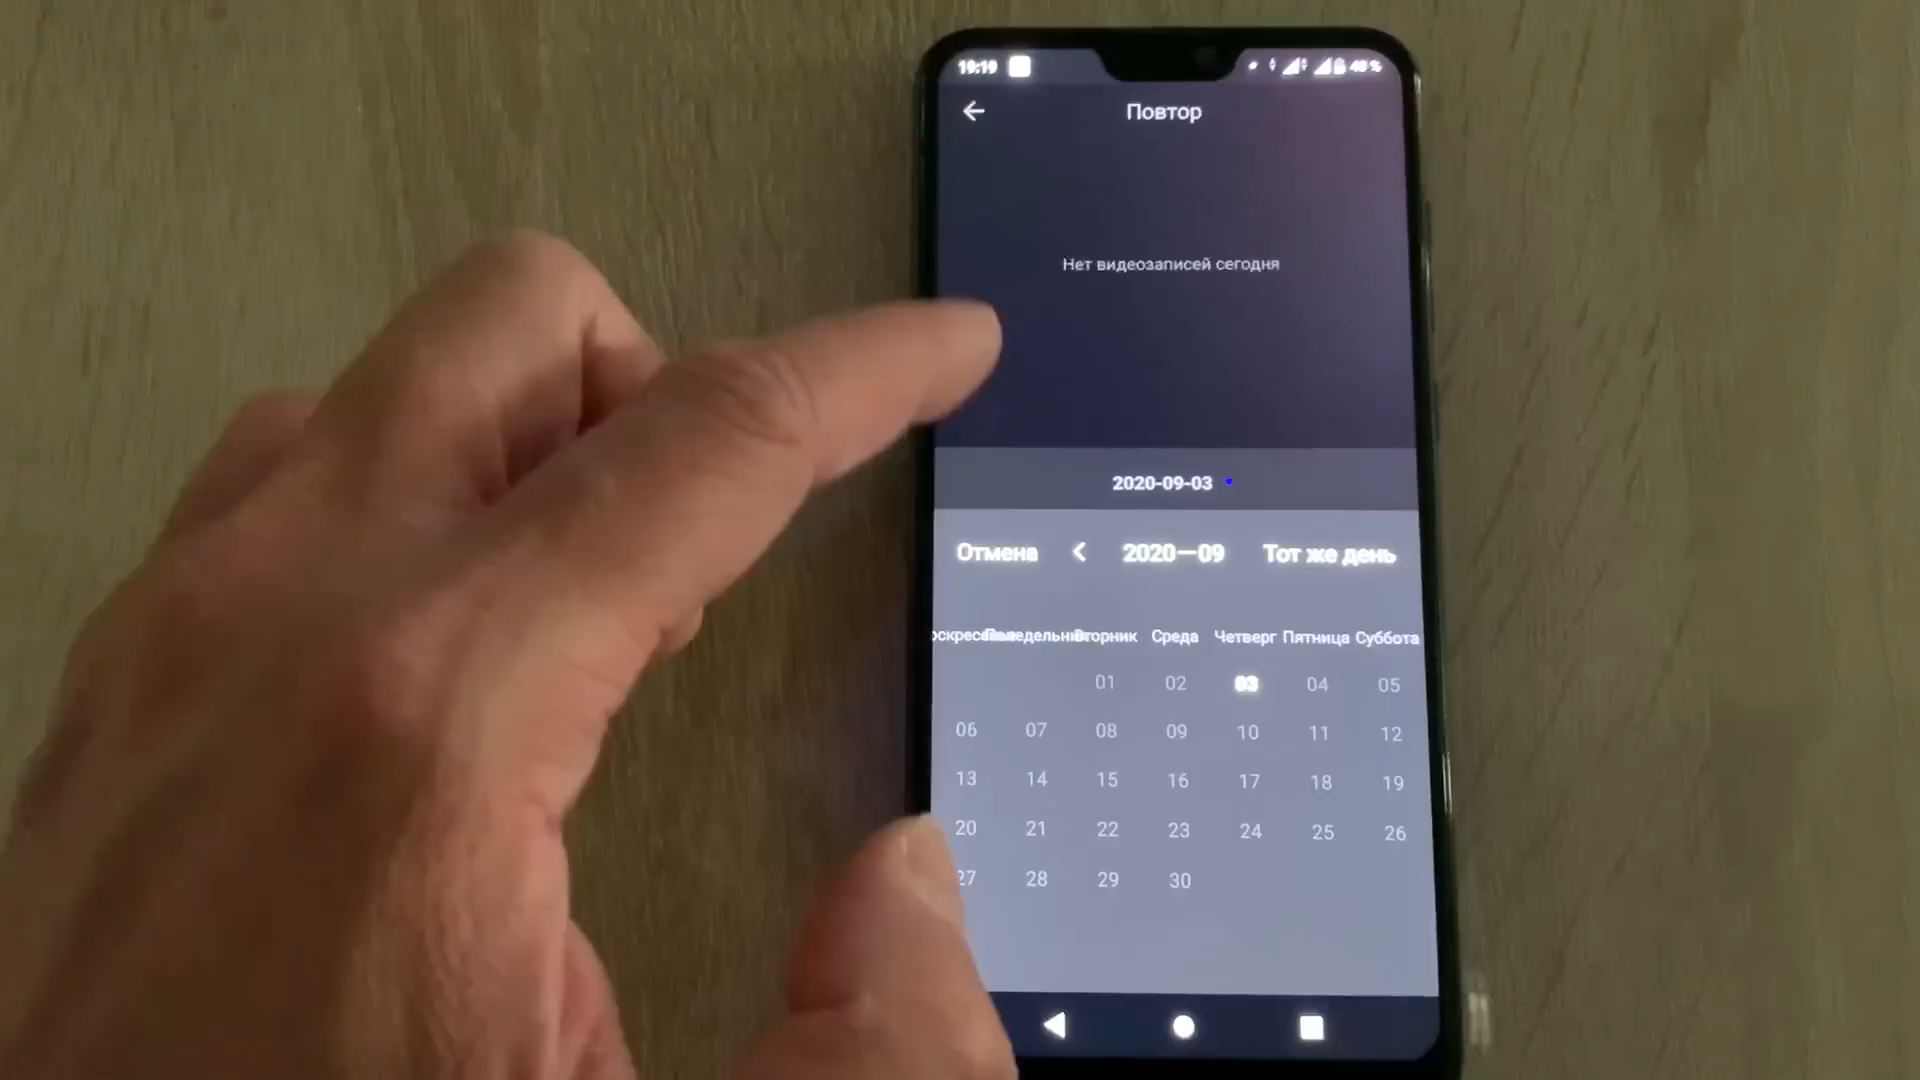 19:19 48 %
Повтор
Нет видеозаписей сегодня
2020-09-03
Отмена 2020—09 Тот же день
Вторник Среда Четверг Пятница Суббота
01 02 03 04 05
06 07 08 09 10 11 12
13 14 15 16 17 18 19
20 21 22 23 24 25 26
27 28 29 30